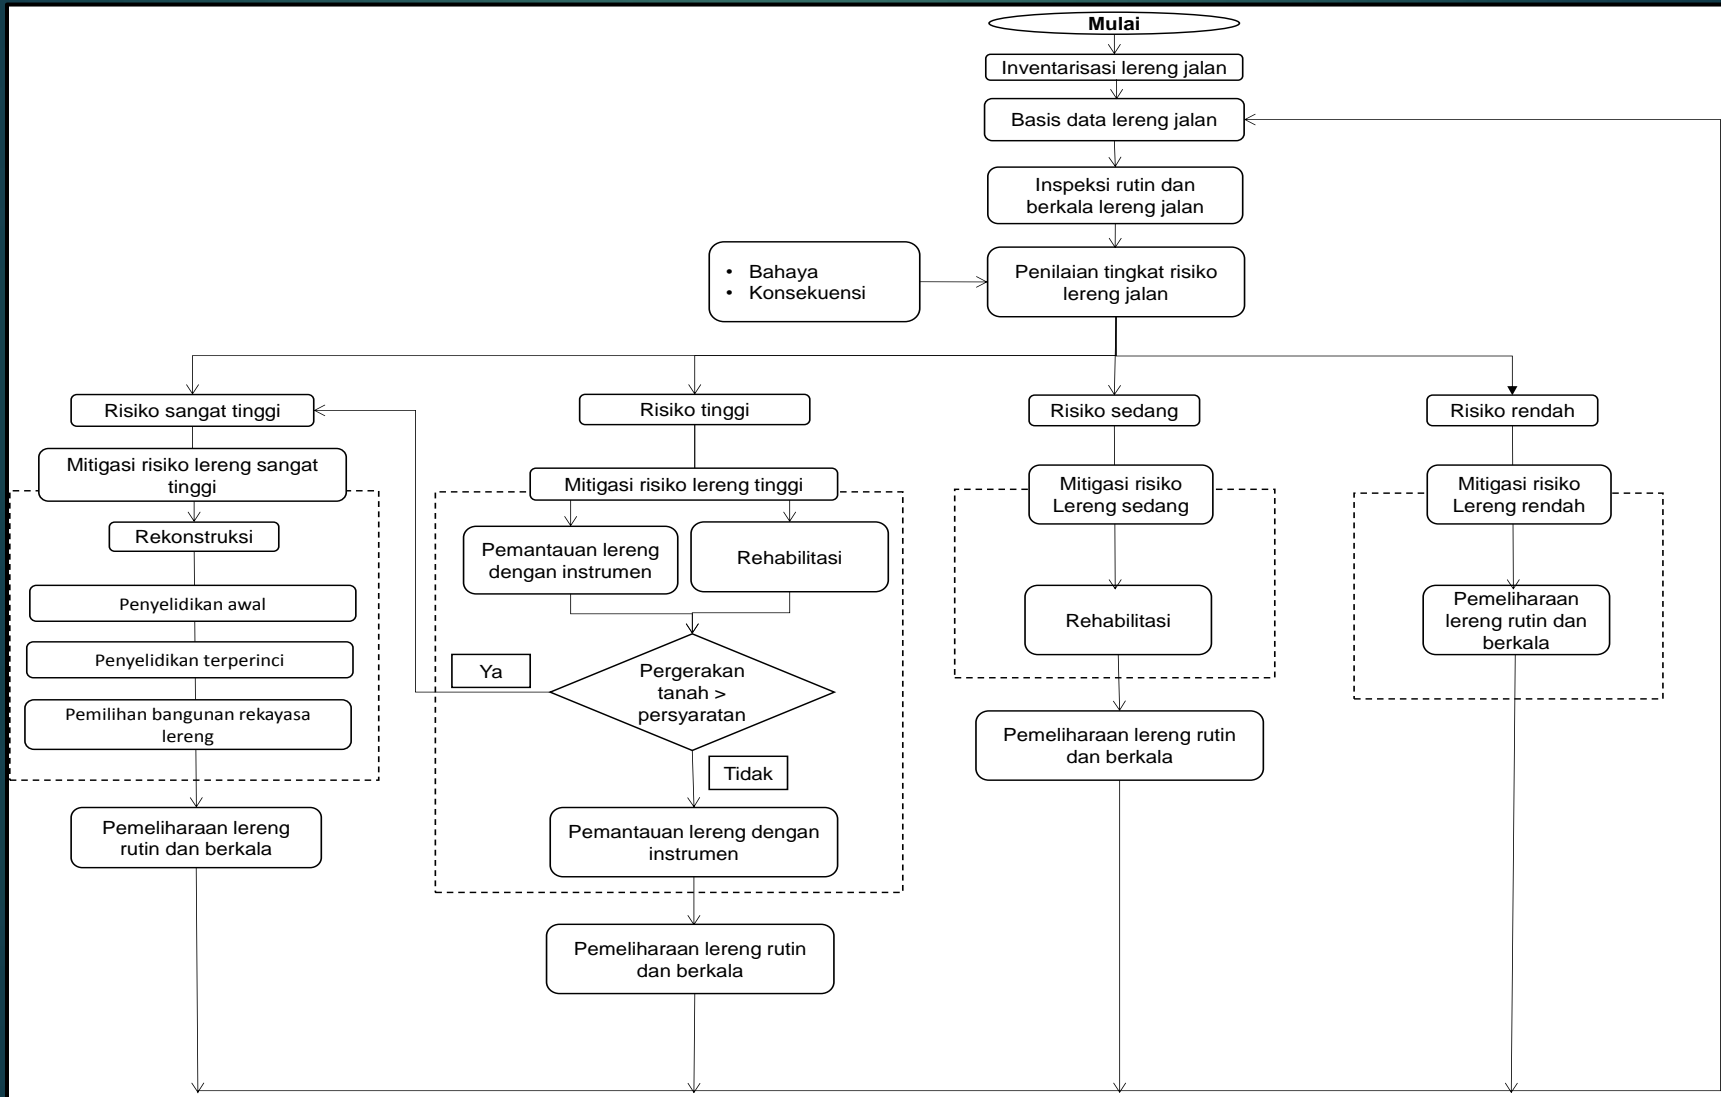 Mulai
Inventarisasi lereng jalan
Basis data lereng jalan
Inspeksi rutin dan
berkala lereng jalan
• Bahaya
• Konsekuensi
Penilaian tingkat risiko
lereng jalan
Risiko sangat tinggi
Mitigasi risiko lereng sangat
tinggi
Rekonstruksi
Penyelidikan awal
Penyelidikan terperinci
Pemilihan bangunan rekayasa
lereng
Pemeliharaan lereng
rutin dan berkala
Risiko tinggi
Mitigasi risiko lereng tinggi
Pemantauan lereng
dengan instrumen
Rehabilitasi
Ya
Pergerakan
tanah >
persyaratan
Tidak
Pemantauan lereng dengan
instrumen
Pemeliharaan lereng rutin
dan berkala
Risiko sedang
Mitigasi risiko
Lereng sedang
Rehabilitasi
Pemeliharaan lereng rutin
dan berkala
Risiko rendah
Mitigasi risiko
Lereng rendah
Pemeliharaan
lereng rutin dan
berkala